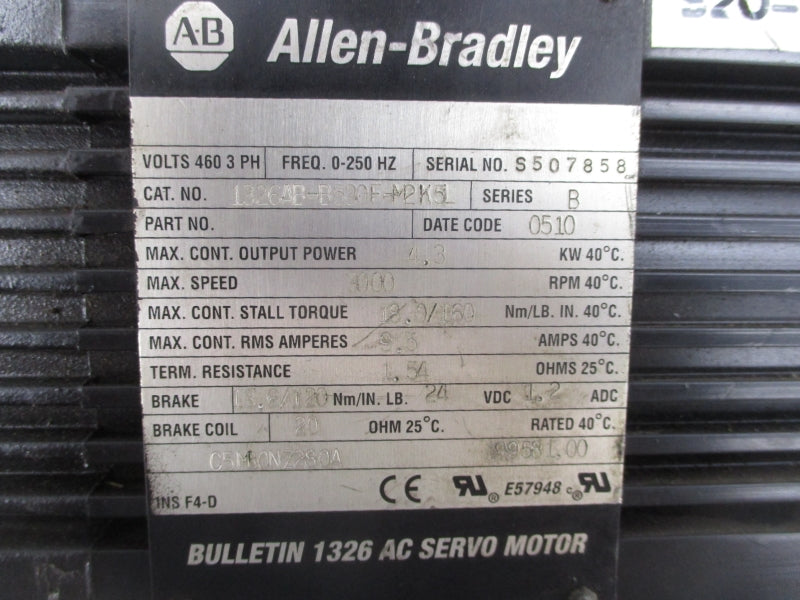 A-B Allen-Bradley
VOLTS 460 3 PH FREQ. 0-250 HZ SERIAL NO. S507858
CAT. NO. SERIES B
PART NO. DATE CODE 0510
MAX. CONT. OUTPUT POWER 4.3 KW 40°C.
MAX. SPEED RPM 40°C.
MAX. CONT. STALL TORQUE Nm/LB. IN. 40°C.
MAX. CONT. RMS AMPERES AMPS 40°C.
TERM. RESISTANCE 1.54 OHMS 25°C.
BRAKE Nm/IN. LB. 24 VDC 1.2 ADC
BRAKE COIL 20 OHM 25°C. RATED 40°C.
INS F4-D CE E57948
BULLETIN 1326 AC SERVO MOTOR